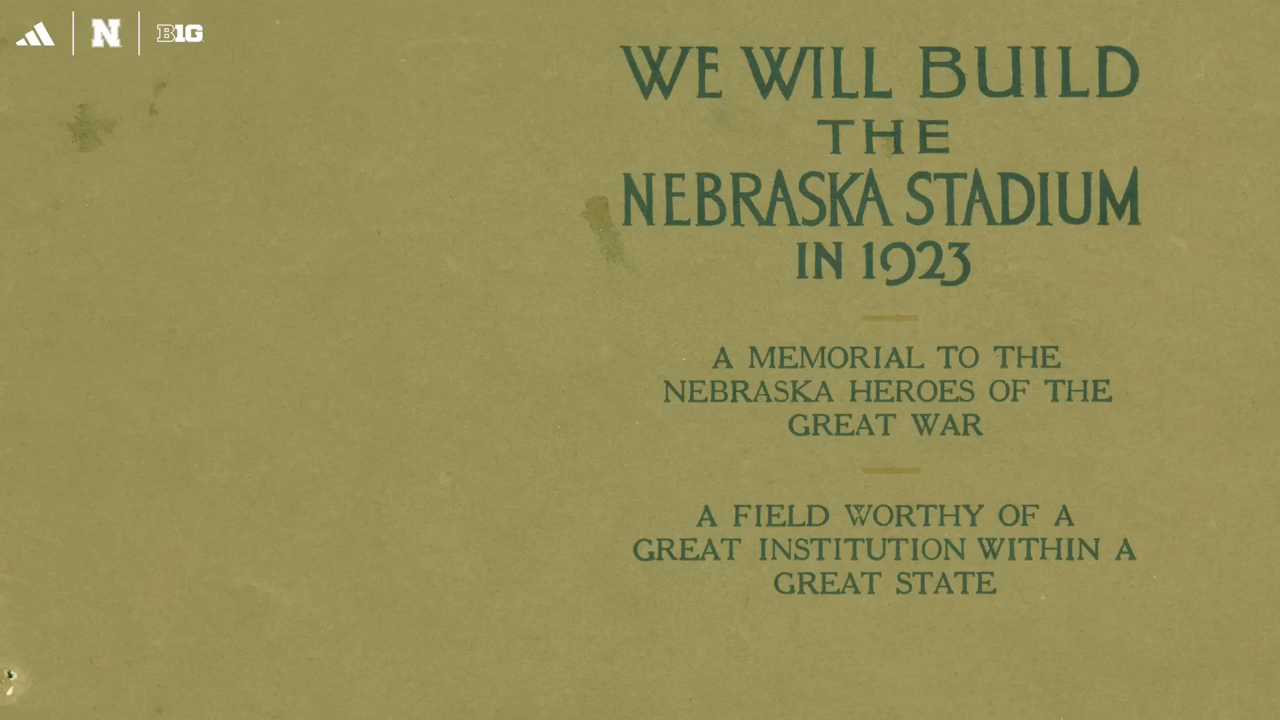 N
B1G
WE WILL BUILD
THE
NEBRASKA STADIUM
IN 1923
A MEMORIAL TO THE
NEBRASKA HEROES OF THE
GREAT WAR
A FIELD WORTHY OF A
GREAT INSTITUTION WITHIN A
GREAT STATE